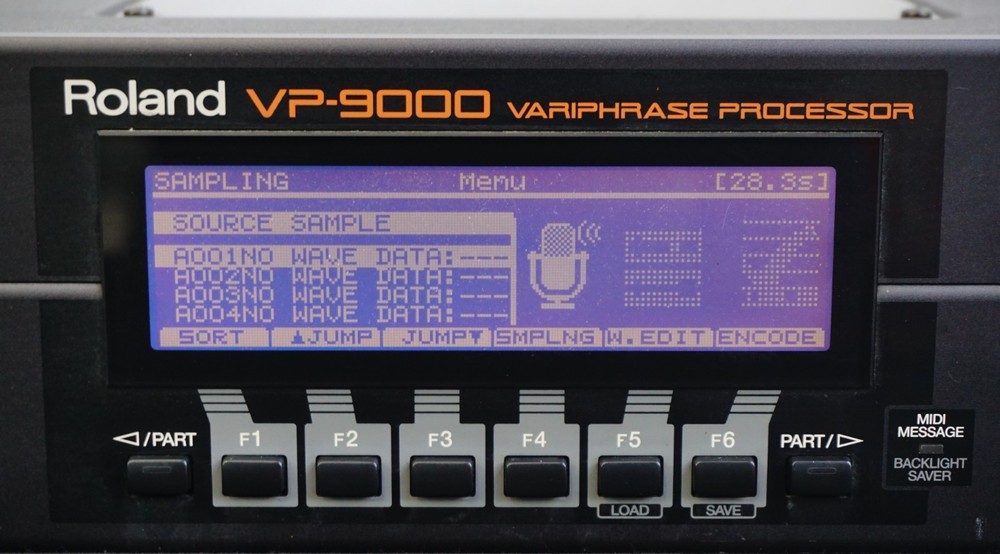 Roland VP-9000 VARIPHRASE PROCESSOR
SAMPLING Menu [28.3s]
SOURCE SAMPLE
A001NO WAVE DATA:---
A002NO WAVE DATA:---
A003NO WAVE DATA:---
A004NO WAVE DATA:---
SORT ▲JUMP JUMP▼ SMPLNG W.EDIT ENCODE
◁/PART F1 F2 F3 F4 F5 F6 PART/▷
LOAD SAVE
MIDI
MESSAGE
BACKLIGHT
SAVER